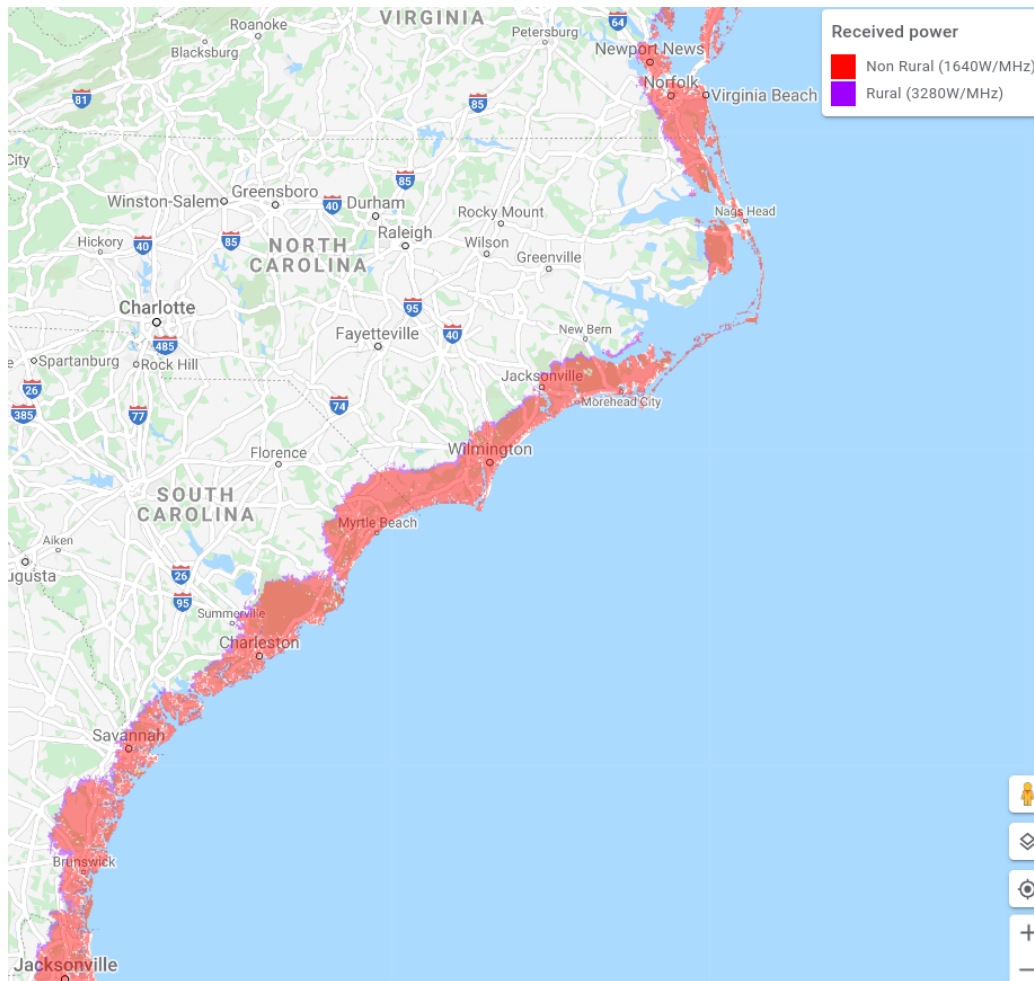 VIRGINIA
Roanoke
Blacksburg
Petersburg
64
Newport News
Norfolk
Virginia Beach
Received power
Non Rural (1640W/MHz)
Rural (3280W/MHz)
81
85
City
Greensboro
Winston-Salem
40
85
Durham
Raleigh
Rocky Mount
Nags Head
Hickory
40
85
NORTH
CAROLINA
Wilson
Greenville
Charlotte
95
485
Fayetteville
40
New Bern
Spartanburg
Rock Hill
26
Jacksonville
385
77
74
Morehead City
Florence
Wilmington
SOUTH
CAROLINA
Myrtle Beach
Aiken
ugusta
26
95
Summerville
Charleston
Savannah
Brunswick
Jacksonville